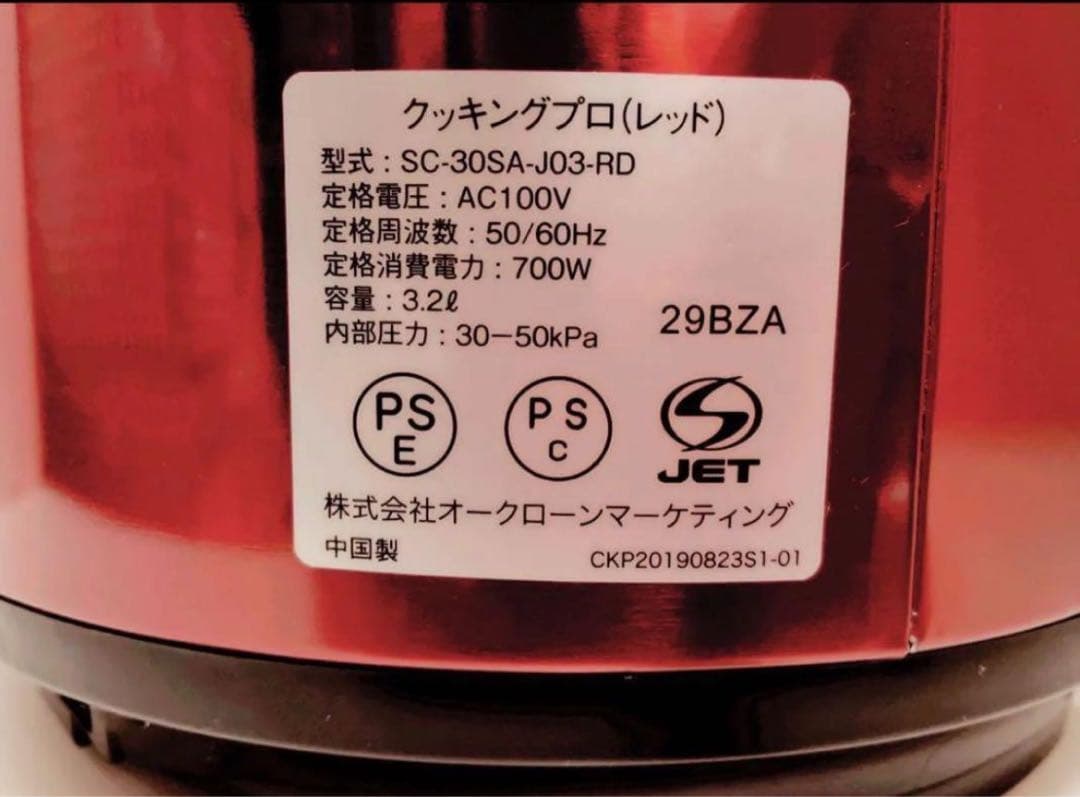 クッキングプロ(レッド)
型式:SC-30SA-J03-RD
定格電圧:AC100V
定格周波数:50/60Hz
定格消費電力:700W
容量:3.2ℓ
内部圧力:30−50kPa
29BZA
PS
E
PS
C
JET
株式会社オークローンマーケティング
中国製
CKP20190823S1-01